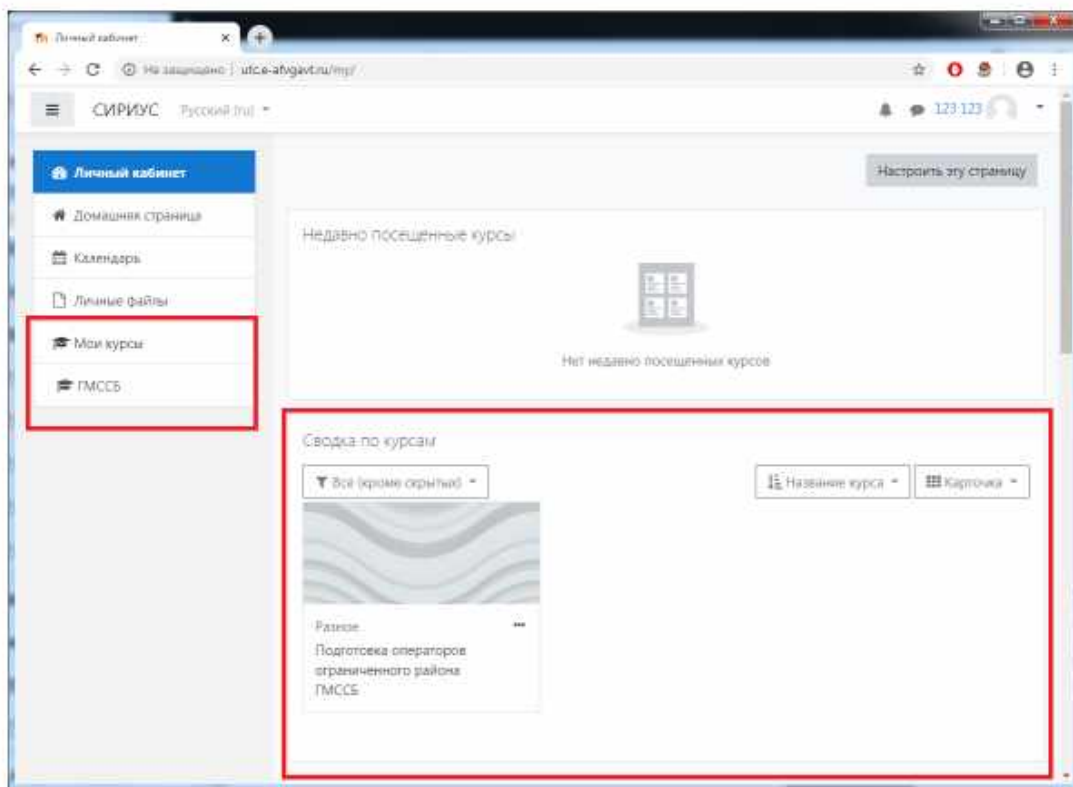 Личный кабинет
На защищено | utc.e-afvgavt.ru/my/
СИРИУС Русский (ru)
123 123
Личный кабинет
Настроить эту страницу
Домашняя страница
Календарь
Личные файлы
Мои курсы
ГМССБ
Недавно посещенные курсы
Нет недавно посещенных курсов
Сводка по курсам
Все (кроме скрытых)
Название курса
Карточка
Разное
Подготовка операторов
ограниченного района
ГМССБ